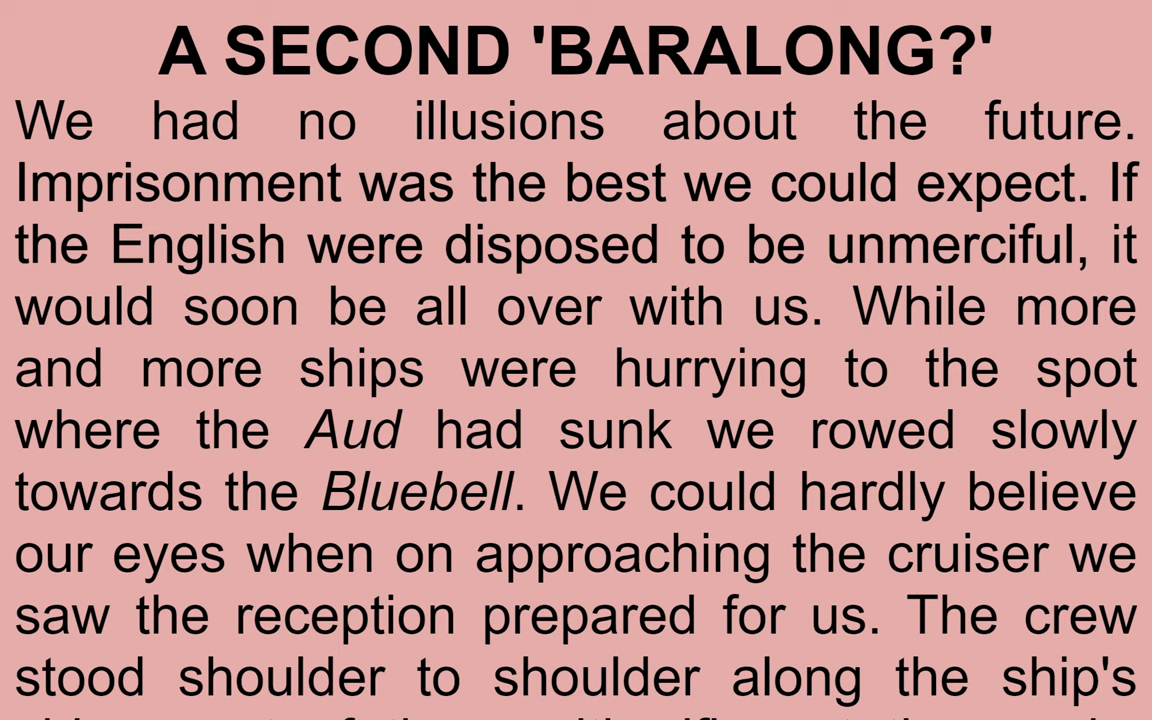 A SECOND 'BARALONG?'
We had no illusions about the future.
Imprisonment was the best we could expect. If
the English were disposed to be unmerciful, it
would soon be all over with us. While more
and more ships were hurrying to the spot
where the Aud had sunk we rowed slowly
towards the Bluebell. We could hardly believe
our eyes when on approaching the cruiser we
saw the reception prepared for us. The crew
stood shoulder to shoulder along the ship's